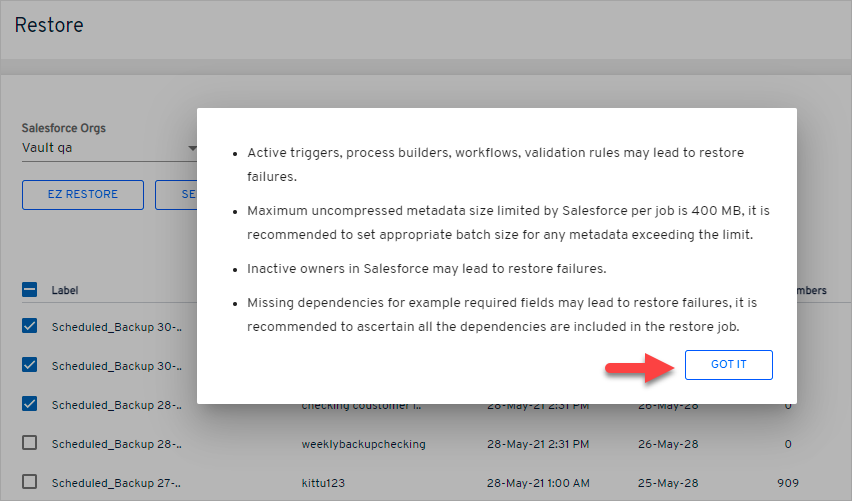 Restore
Salesforce Orgs
Vault qa
EZ RESTORE
SE
• Active triggers, process builders, workflows, validation rules may lead to restore
failures.
• Maximum uncompressed metadata size limited by Salesforce per job is 400 MB, it is
recommended to set appropriate batch size for any metadata exceeding the limit.
• Inactive owners in Salesforce may lead to restore failures.
• Missing dependencies for example required fields may lead to restore failures, it is
recommended to ascertain all the dependencies are included in the restore job.
GOT IT
Label mbers
Scheduled_Backup 30-..
Scheduled_Backup 30-..
Scheduled_Backup 28-.. checking coustomer i.. 28-May-21 2:31 PM 26-May-28 0
Scheduled_Backup 28-.. weeklybackupchecking 28-May-21 2:31 PM 26-May-28 0
Scheduled_Backup 27-.. kittu123 28-May-21 1:00 AM 25-May-28 909